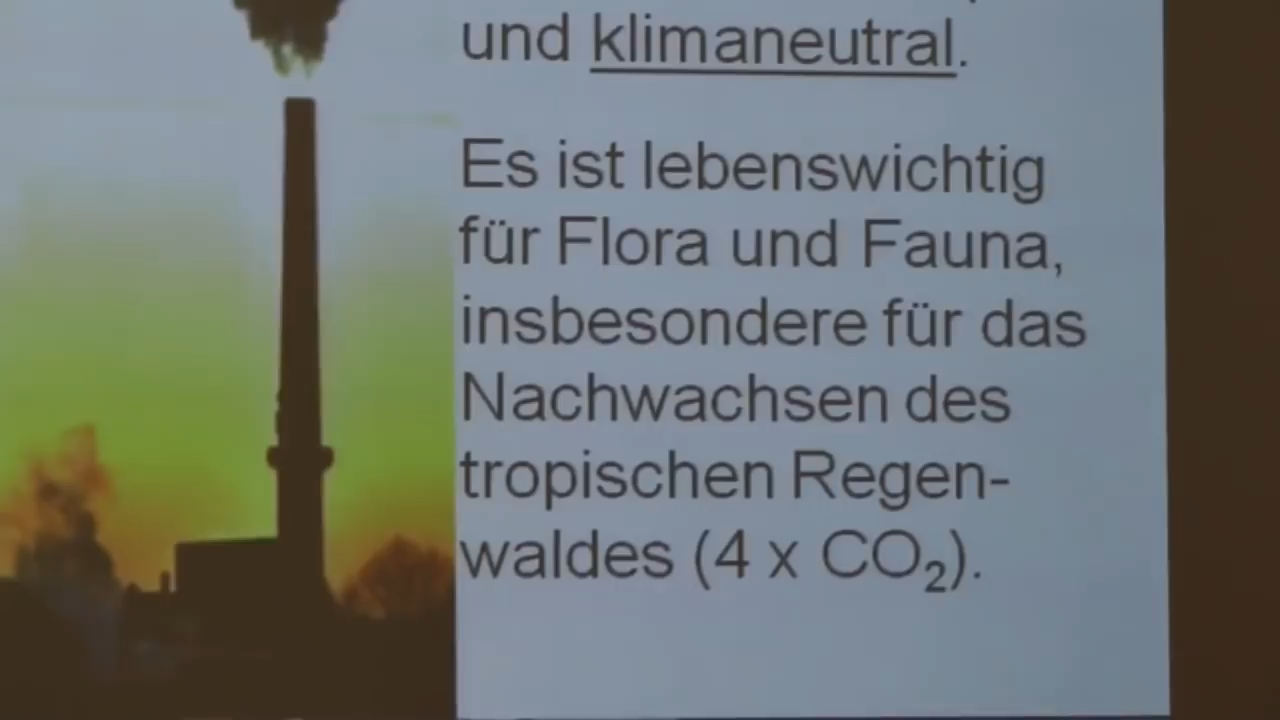 und klimaneutral.
Es ist lebenswichtig
für Flora und Fauna,
insbesondere für das
Nachwachsen des
tropischen Regen-
waldes (4 x CO₂).